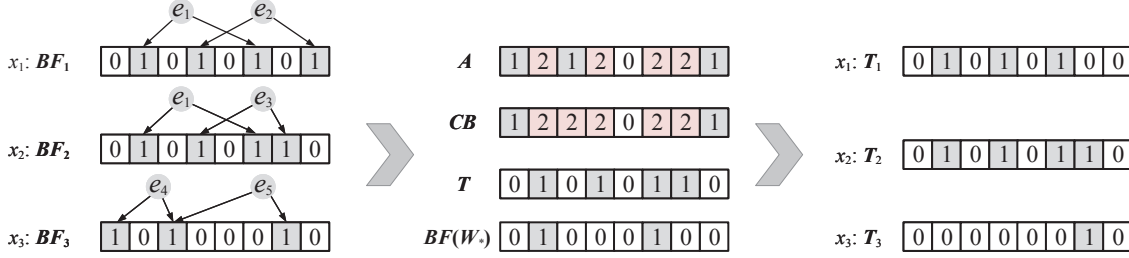 e₁ e₂
x₁: BF₁ 0 1 0 1 0 1 0 1
e₁ e₃
x₂: BF₂ 0 1 0 1 0 1 1 0
e₄ e₅
x₃: BF₃ 1 0 1 0 0 0 1 0
A 1 2 1 2 0 2 2 1
CB 1 2 2 2 0 2 2 1
T 0 1 0 1 0 1 1 0
BF(W*) 0 1 0 0 0 1 0 0
x₁: T₁ 0 1 0 1 0 1 0 0
x₂: T₂ 0 1 0 1 0 1 1 0
x₃: T₃ 0 0 0 0 0 0 1 0